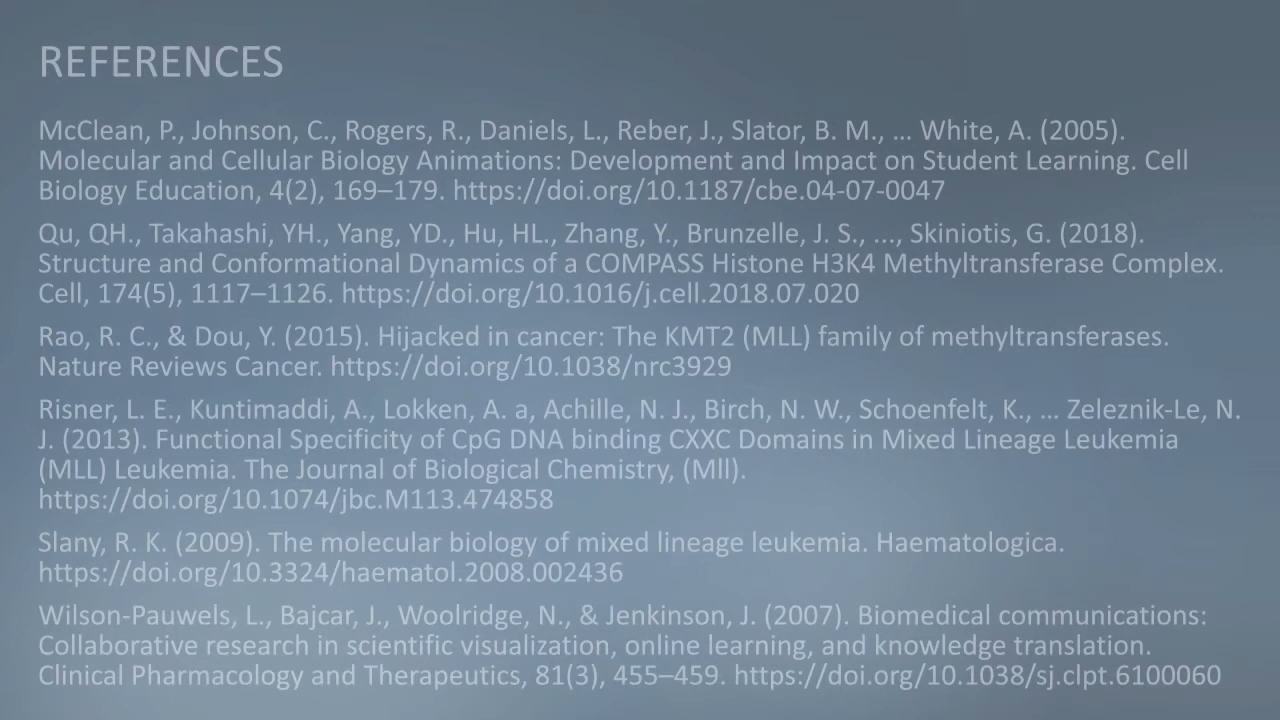 REFERENCES
McClean, P., Johnson, C., Rogers, R., Daniels, L., Reber, J., Slator, B. M., … White, A. (2005).
Molecular and Cellular Biology Animations: Development and Impact on Student Learning. Cell
Biology Education, 4(2), 169–179. https://doi.org/10.1187/cbe.04-07-0047
Qu, QH., Takahashi, YH., Yang, YD., Hu, HL., Zhang, Y., Brunzelle, J. S., ..., Skiniotis, G. (2018).
Structure and Conformational Dynamics of a COMPASS Histone H3K4 Methyltransferase Complex.
Cell, 174(5), 1117–1126. https://doi.org/10.1016/j.cell.2018.07.020
Rao, R. C., & Dou, Y. (2015). Hijacked in cancer: The KMT2 (MLL) family of methyltransferases.
Nature Reviews Cancer. https://doi.org/10.1038/nrc3929
Risner, L. E., Kuntimaddi, A., Lokken, A. a, Achille, N. J., Birch, N. W., Schoenfelt, K., … Zeleznik-Le, N.
J. (2013). Functional Specificity of CpG DNA binding CXXC Domains in Mixed Lineage Leukemia
(MLL) Leukemia. The Journal of Biological Chemistry, (Mll).
https://doi.org/10.1074/jbc.M113.474858
Slany, R. K. (2009). The molecular biology of mixed lineage leukemia. Haematologica.
https://doi.org/10.3324/haematol.2008.002436
Wilson-Pauwels, L., Bajcar, J., Woolridge, N., & Jenkinson, J. (2007). Biomedical communications:
Collaborative research in scientific visualization, online learning, and knowledge translation.
Clinical Pharmacology and Therapeutics, 81(3), 455–459. https://doi.org/10.1038/sj.clpt.6100060